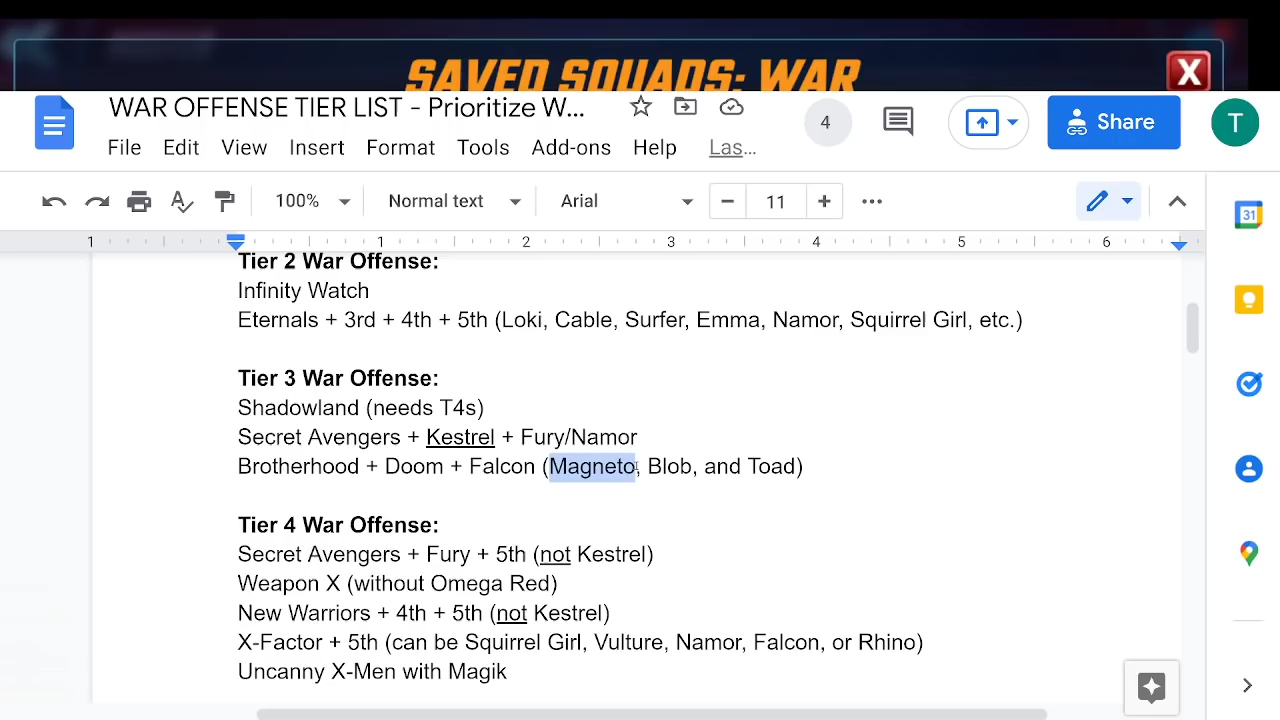 SAVED SQUADS: WAR
X
WAR OFFENSE TIER LIST - Prioritize W...
4
Share
T
File Edit View Insert Format Tools Add-ons Help Las...
100% Normal text Arial 11
1 1 2 3 4 5 6
31
Tier 2 War Offense:
Infinity Watch
Eternals + 3rd + 4th + 5th (Loki, Cable, Surfer, Emma, Namor, Squirrel Girl, etc.)
Tier 3 War Offense:
Shadowland (needs T4s)
Secret Avengers + Kestrel + Fury/Namor
Brotherhood + Doom + Falcon (Magneto, Blob, and Toad)
Tier 4 War Offense:
Secret Avengers + Fury + 5th (not Kestrel)
Weapon X (without Omega Red)
New Warriors + 4th + 5th (not Kestrel)
X-Factor + 5th (can be Squirrel Girl, Vulture, Namor, Falcon, or Rhino)
Uncanny X-Men with Magik